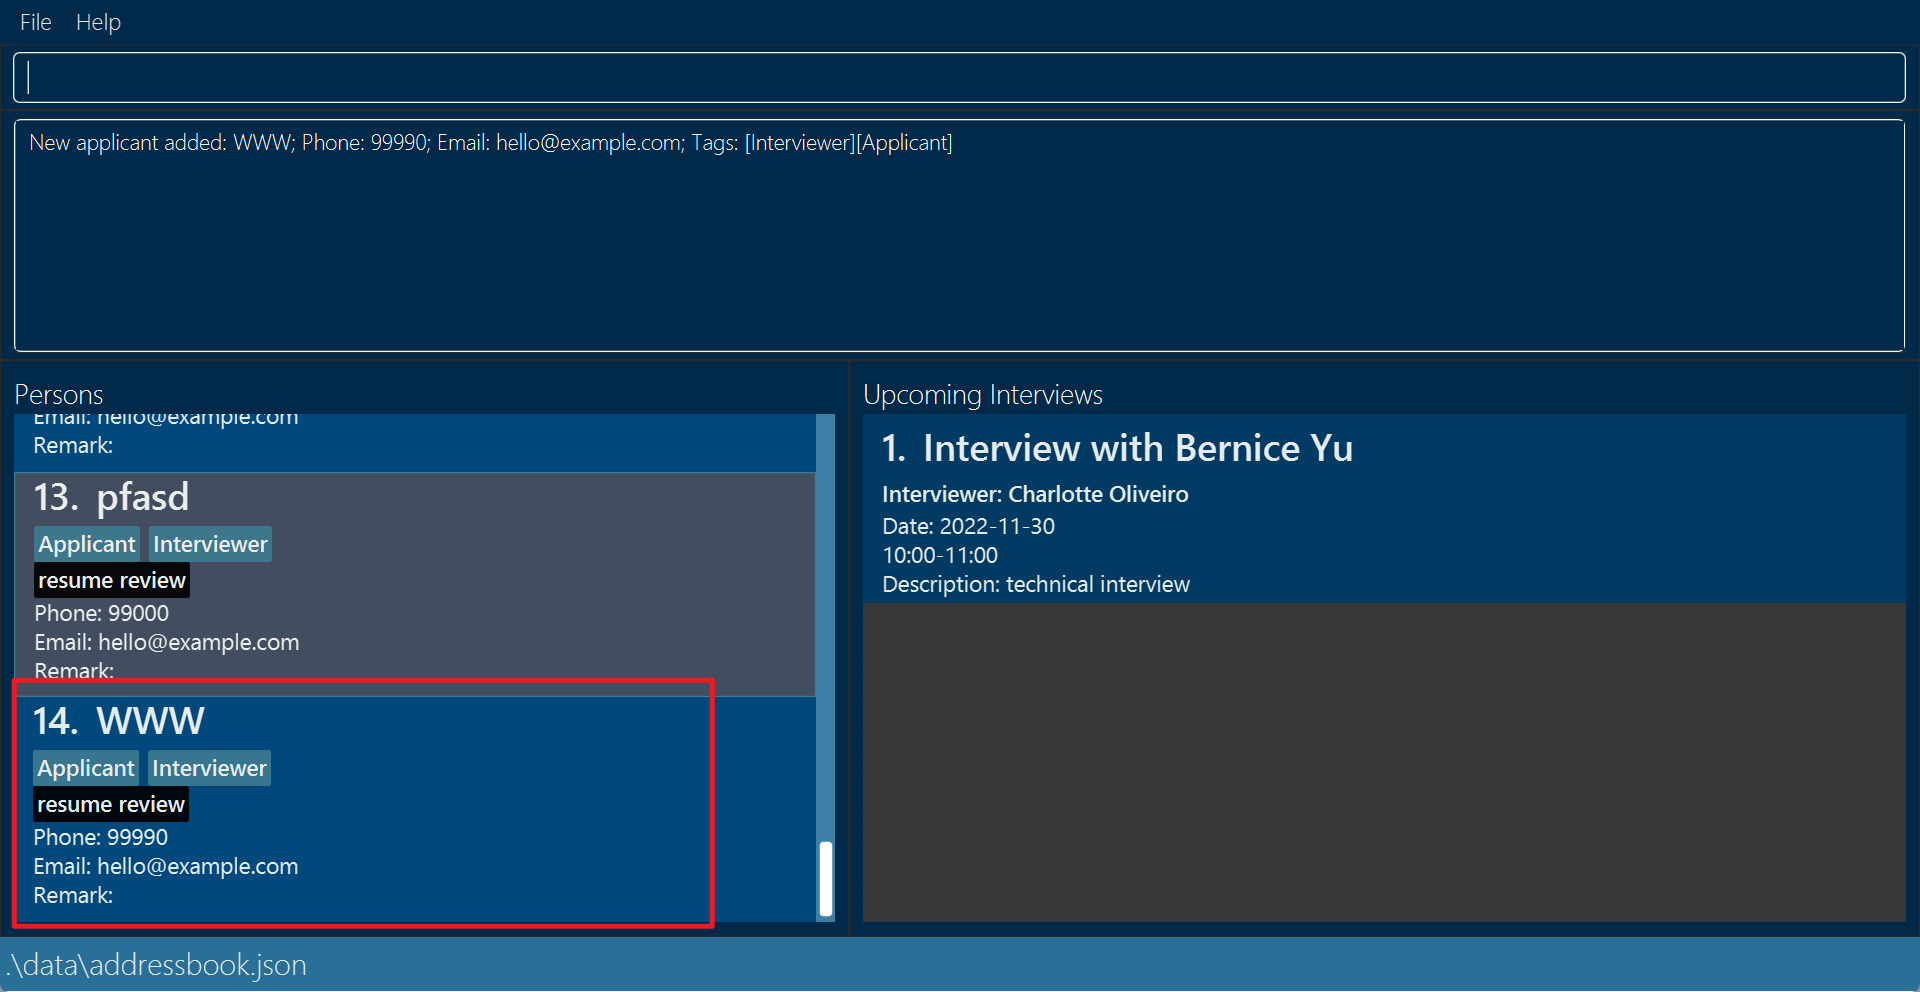 File Help
New applicant added: WWW; Phone: 99990; Email: hello@example.com; Tags: [Interviewer][Applicant]
Persons
Email: hello@example.com
Remark:
13. pfasd
Applicant Interviewer
resume review
Phone: 99000
Email: hello@example.com
Remark:
14. WWW
Applicant Interviewer
resume review
Phone: 99990
Email: hello@example.com
Remark:
Upcoming Interviews
1. Interview with Bernice Yu
Interviewer: Charlotte Oliveiro
Date: 2022-11-30
10:00-11:00
Description: technical interview
.\data\addressbook.json